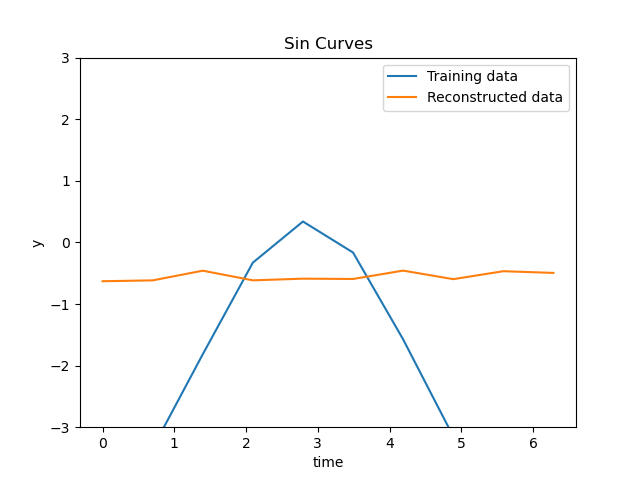 Sin Curves
Training data
Reconstructed data
3
2
1
0
−1
−2
−3
y
0 1 2 3 4 5 6
time